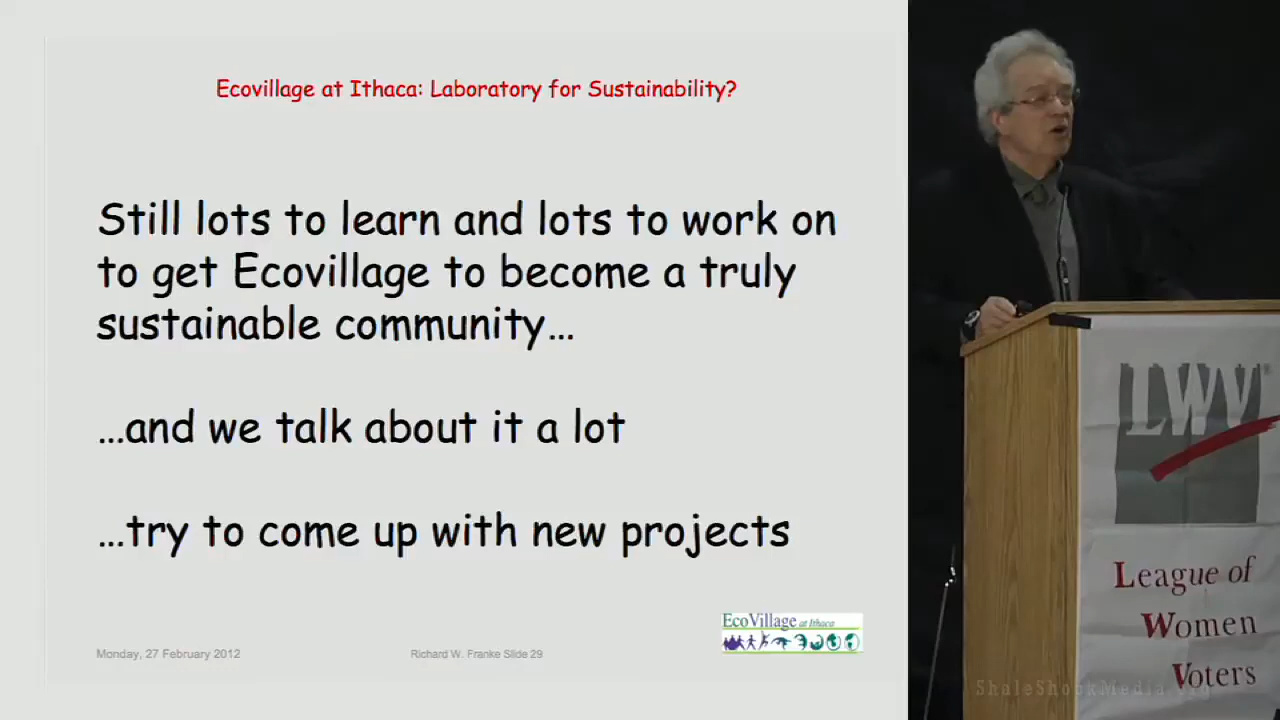 Ecovillage at Ithaca: Laboratory for Sustainability?
Still lots to learn and lots to work on
to get Ecovillage to become a truly
sustainable community...
...and we talk about it a lot
...try to come up with new projects
EcoVillage at Ithaca
Monday, 27 February 2012
Richard W. Franke Slide 29
LWV®
League of
Women
Voters
ShaleShockMedia.org